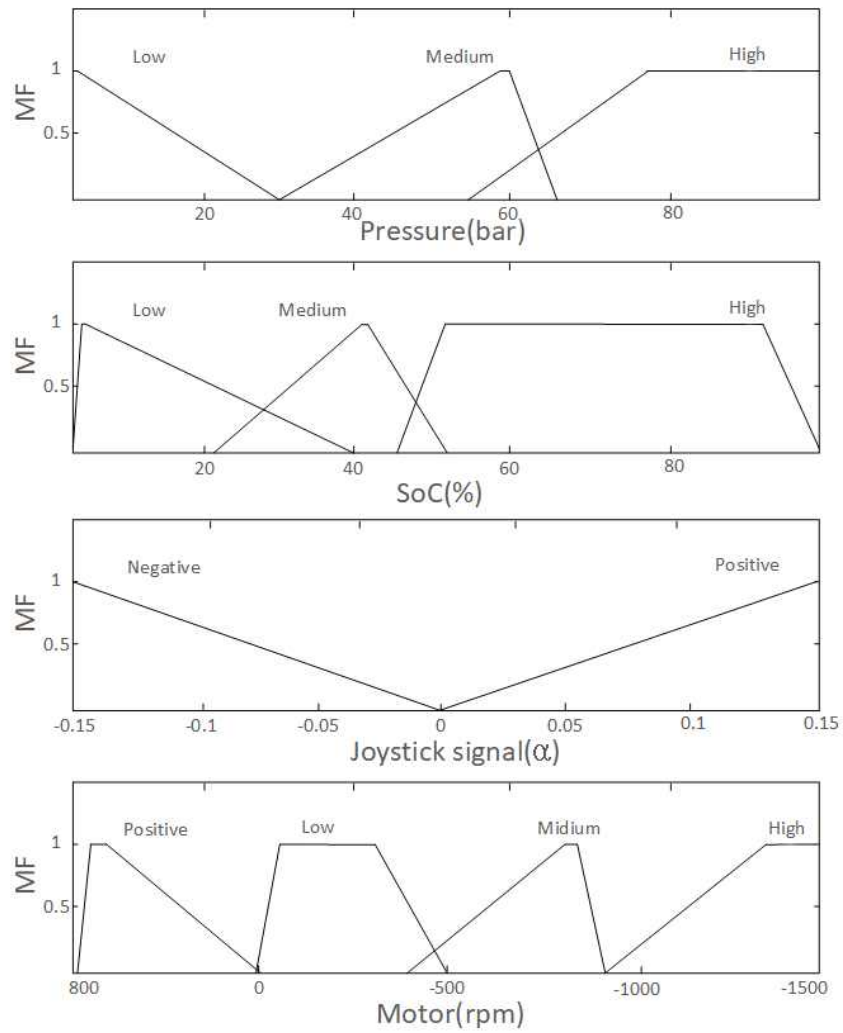 Low Medium High
MF
1
0.5
20 40 60 80
Pressure(bar)
Low Medium High
MF
1
0.5
20 40 60 80
SoC(%)
Negative Positive
MF
1
0.5
-0.15 -0.1 -0.05 0 0.05 0.1 0.15
Joystick signal(α)
Positive Low Midium High
MF
1
0.5
800 0 -500 -1000 -1500
Motor(rpm)